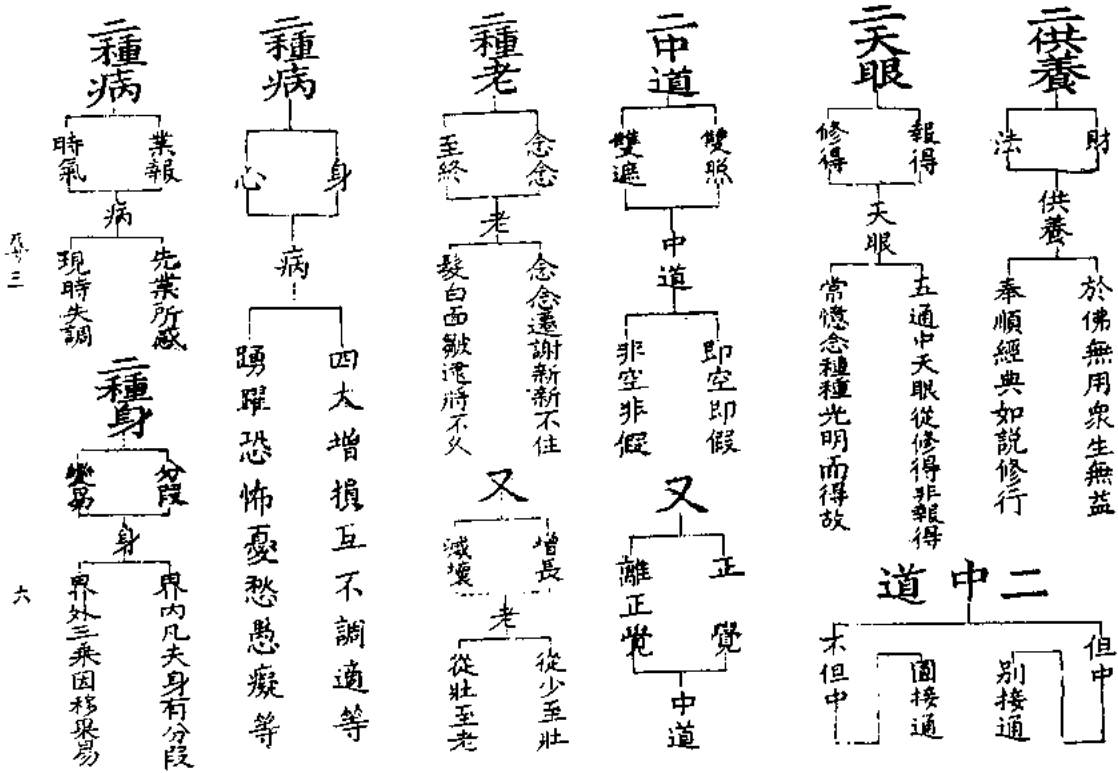 二供養
財
法
供養
於佛無用衆生無益
奉順經典如說修行
二天眼
報得
修得
天眼
五通中天眼從修得非報得
常憶念種種光明而得故
二中道
但中
別接通
圓接通
不但中
二中道
雙照
雙遮
中道
即空即假
非空非假
又
正覺
離正覺
中道
二種老
念念
至終
老
念念遷謝新新不住
髮白面皺逮將不久
又
增長
減壞
老
從少至壯
從壯至老
二種病
身
心
病
四大增損互不調適等
踴躍恐怖憂愁愚癡等
二種病
業報
時氣
病
先業所感
現時失調
二種身
分段
變易
身
界內凡夫身有分段
界外三乘因移果易
三
六